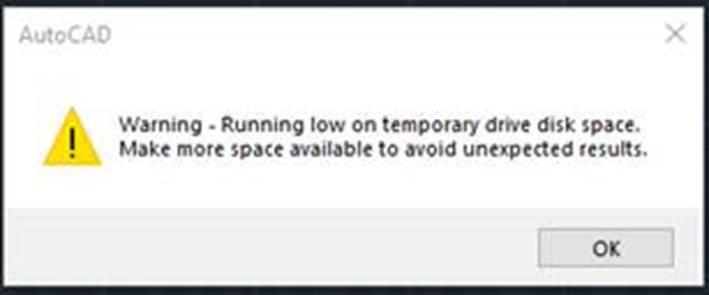 AutoCAD
Warning - Running low on temporary drive disk space.
Make more space available to avoid unexpected results.
OK